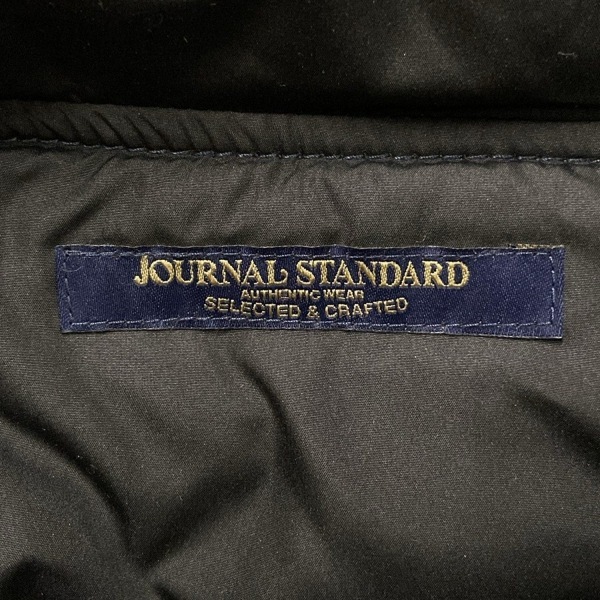 JOURNAL STANDARD
AUTHENTIC WEAR
SELECTED & CRAFTED